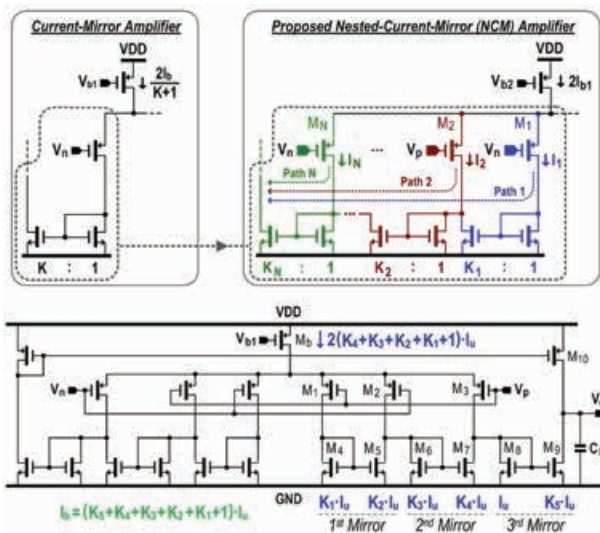 Current-Mirror Amplifier
Proposed Nested-Current-Mirror (NCM) Amplifier
VDD
Vb1
↓ 2Ib/K+1
Vn
K : 1
VDD
Vb2
↓ 2Ib1
MN
M2
M1
Vn
↓IN
...
Vp
↓I2
Vn
↓I1
Path N
Path 2
Path 1
KN : 1
K2 : 1
K1 : 1
VDD
Vb1
Mb
↓ 2(K4+K3+K2+K1+1)·Iu
M10
Vn
M1
M2
M3
Vp
M4
M5
M6
M7
M8
M9
GND
K1·Iu
K2·Iu
K3·Iu
K4·Iu
Iu
K5·Iu
Ib=(K5+K4+K3+K2+K1+1)·Iu
1st Mirror
2nd Mirror
3rd Mirror